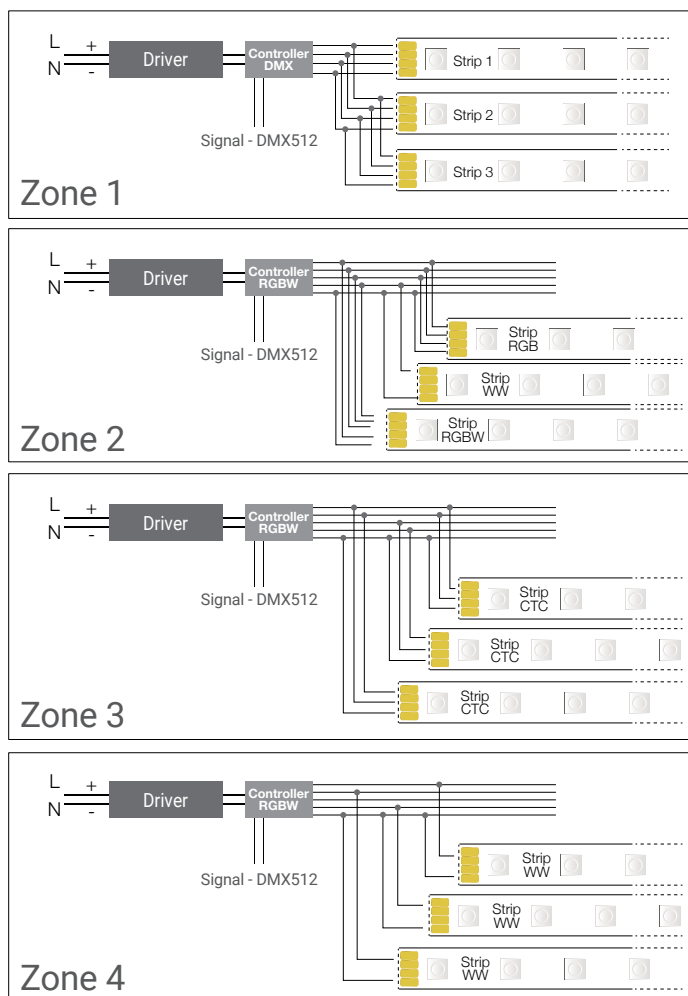 L + Driver Controller
N - DMX
Strip 1
Signal - DMX512
Strip 2
Strip 3
Zone 1
L + Driver Controller
N - RGBW
Strip
RGB
Signal - DMX512
Strip
WW
Strip
RGBW
Zone 2
L + Driver Controller
N - RGBW
Signal - DMX512
Strip
CTC
Strip
CTC
Strip
CTC
Zone 3
L + Driver Controller
N - RGBW
Signal - DMX512
Strip
WW
Strip
WW
Strip
WW
Zone 4